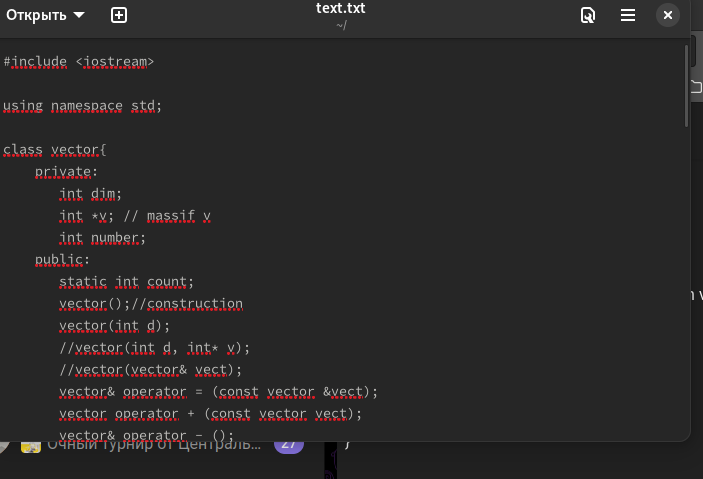 Открыть
text.txt
~/
#include <iostream>
using namespace std;
class vector{
private:
int dim;
int *v; // massif v
int number;
public:
static int count;
vector();//construction
vector(int d);
//vector(int d, int* v);
//vector(vector& vect);
vector& operator = (const vector &vect);
vector operator + (const vector vect);
vector& operator - ();
Очный турнир от Централь...
27
}